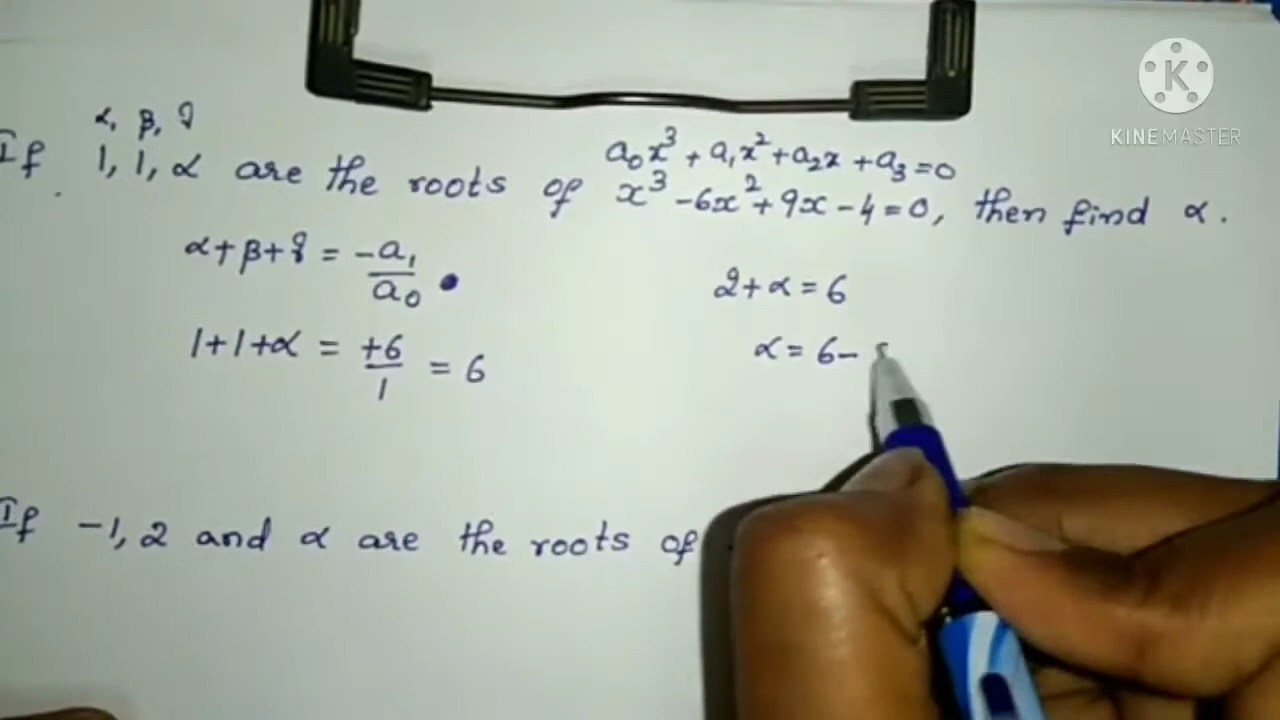 α, β, γ
If 1, 1, α are the roots of x³ - 6x² + 9x - 4 = 0, then find α.
a₀x³ + a₁x² + a₂x + a₃ = 0
α + β + γ = -a₁/a₀
2 + α = 6
1 + 1 + α = +6/1 = 6
α = 6 -
If -1, 2 and α are the roots of
K
KINEMASTER